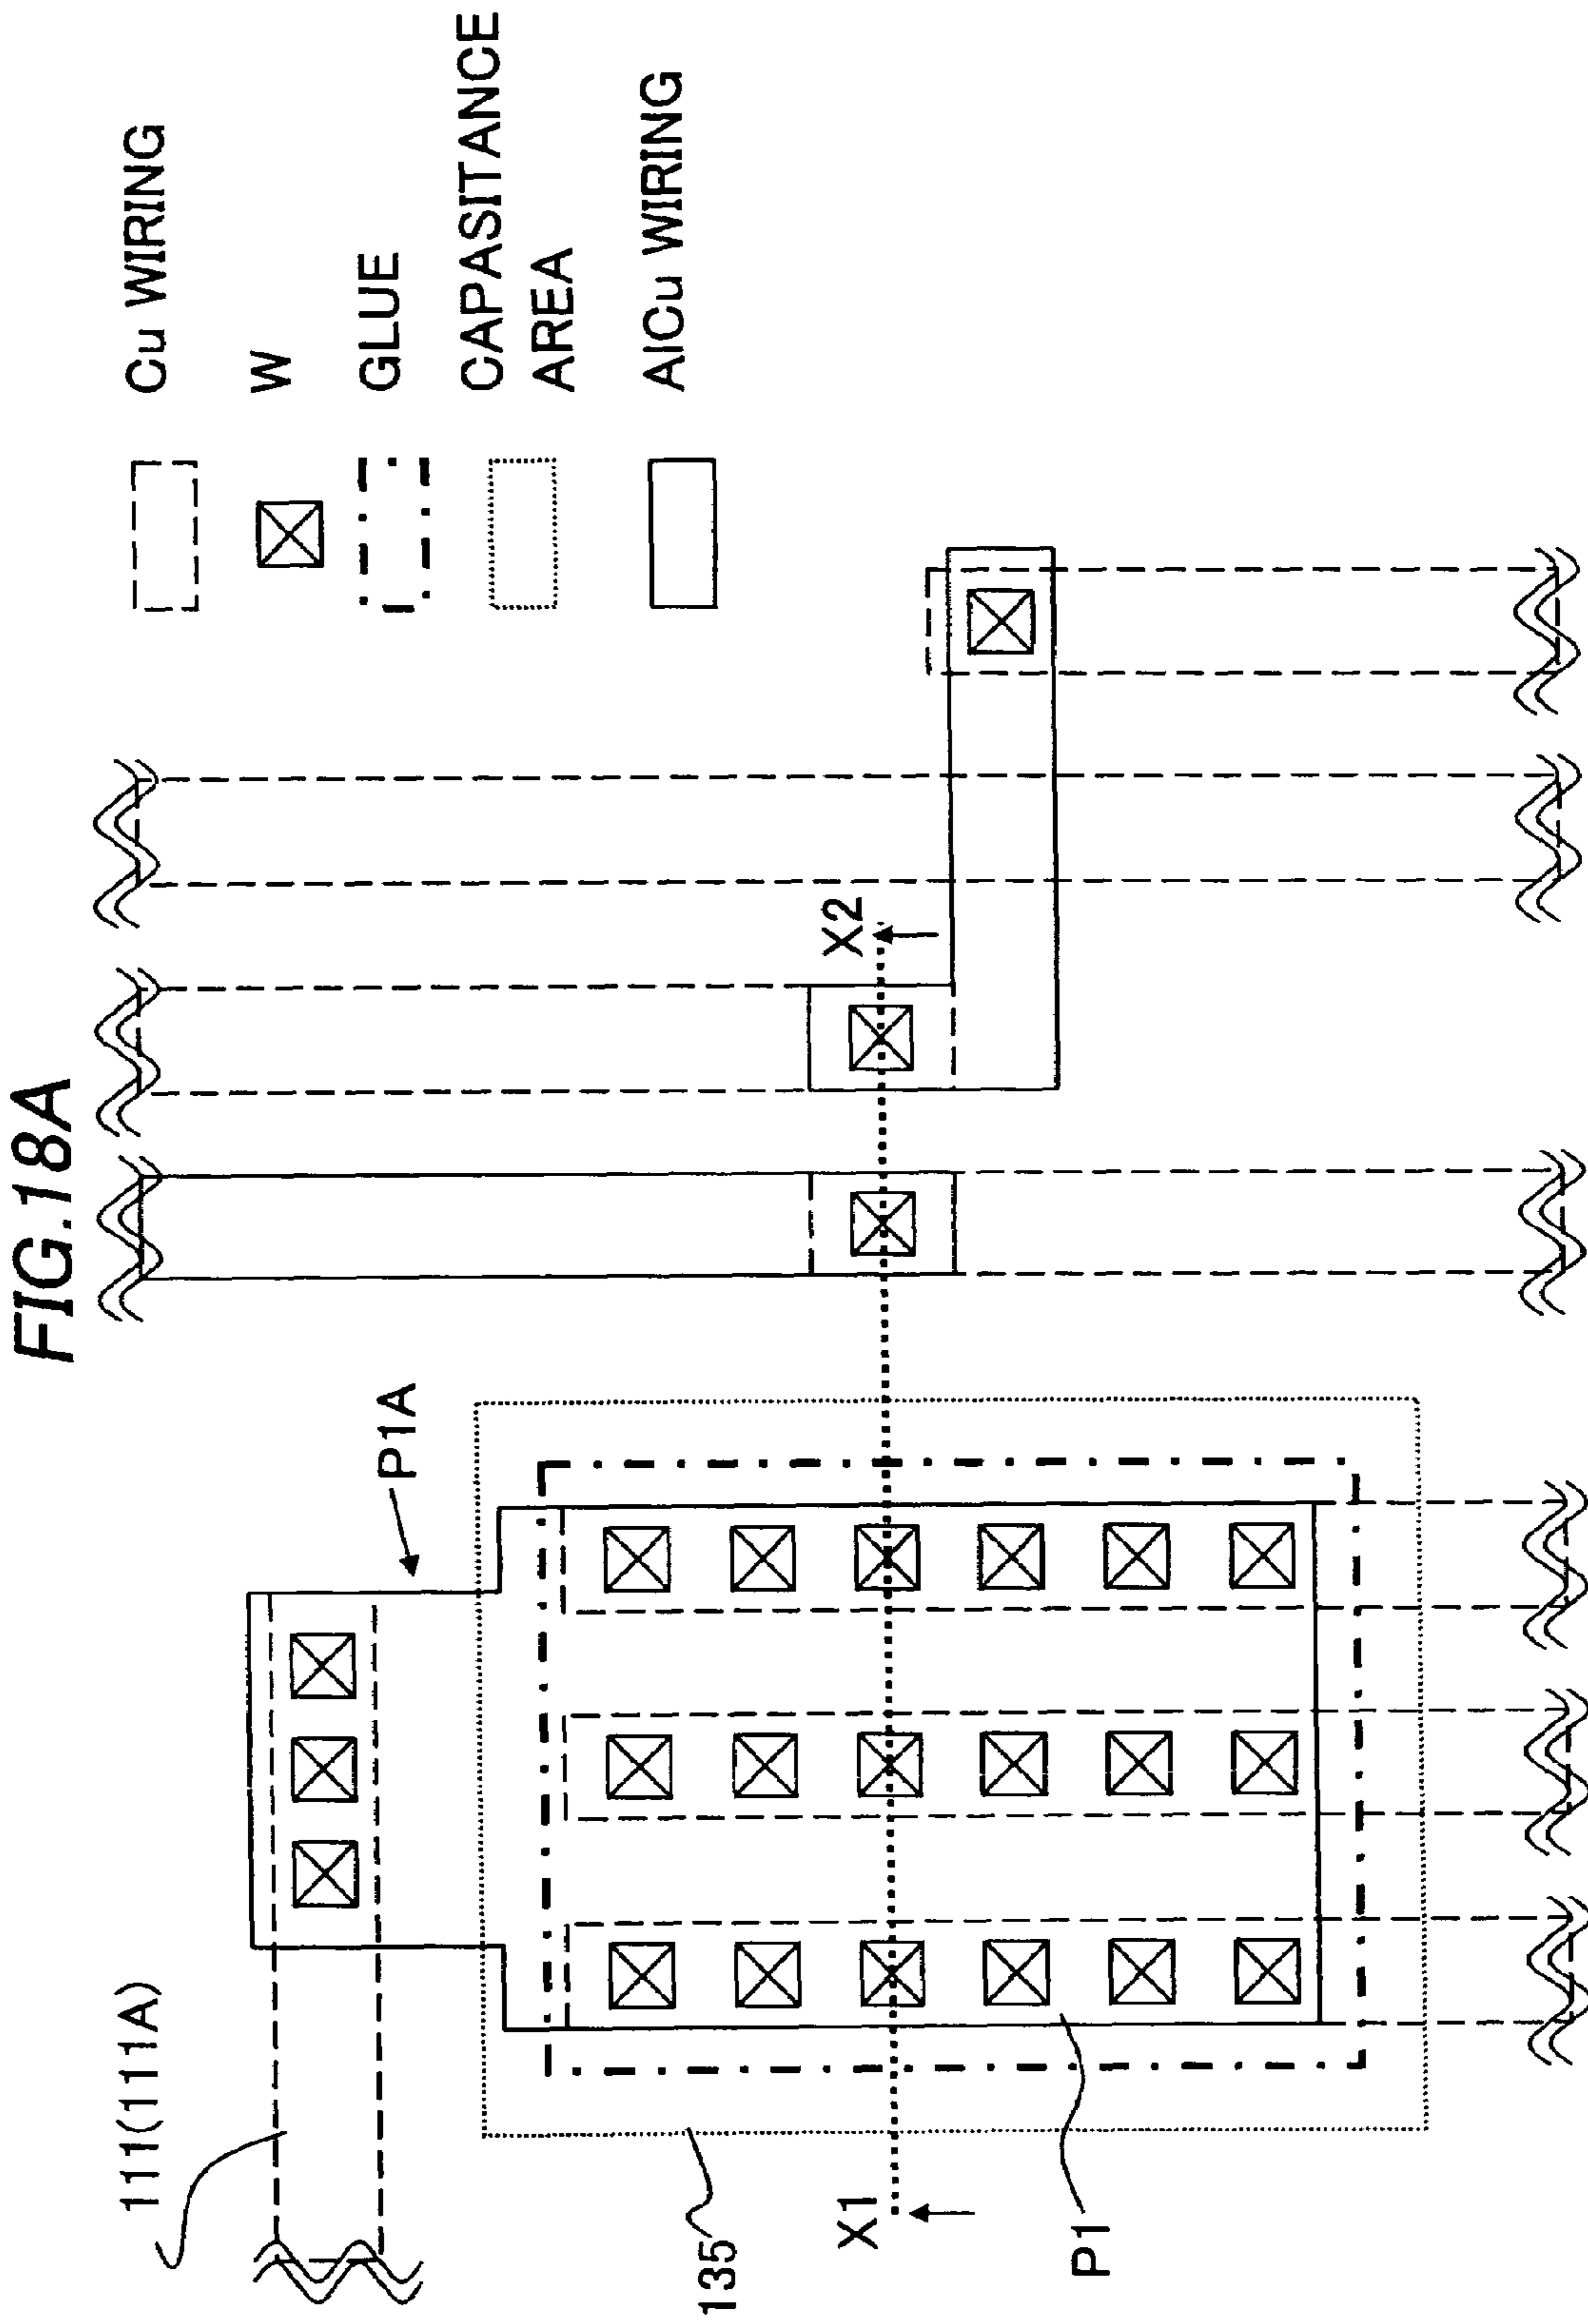 FIG.18A
111(111A)
P1A
X2
135
X1
P1
Cu WIRING
W
GLUE
CAPASITANCE
AREA
AlCu WIRING